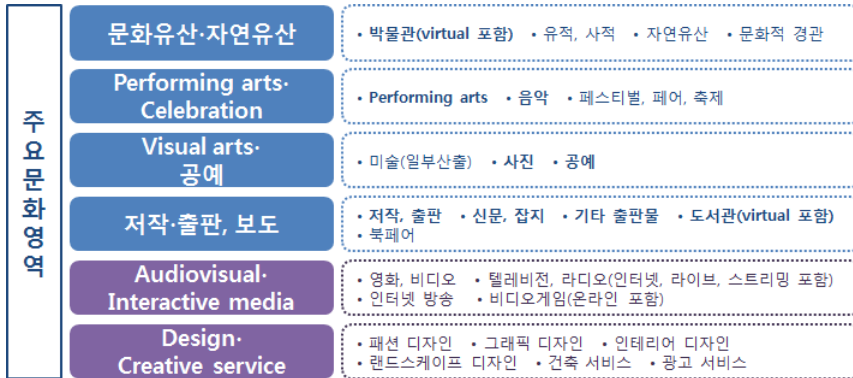 주요문화영역
문화유산·자연유산
• 박물관(virtual 포함) • 유적, 사적 • 자연유산 • 문화적 경관
Performing arts·
Celebration
• Performing arts • 음악 • 페스티벌, 페어, 축제
Visual arts·
공예
• 미술(일부산출) • 사진 • 공예
저작·출판, 보도
• 저작, 출판 • 신문, 잡지 • 기타 출판물 • 도서관(virtual 포함)
• 북페어
Audiovisual·
Interactive media
• 영화, 비디오 • 텔레비전, 라디오(인터넷, 라이브, 스트리밍 포함)
• 인터넷 방송 • 비디오게임(온라인 포함)
Design·
Creative service
• 패션 디자인 • 그래픽 디자인 • 인테리어 디자인
• 랜드스케이프 디자인 • 건축 서비스 • 광고 서비스